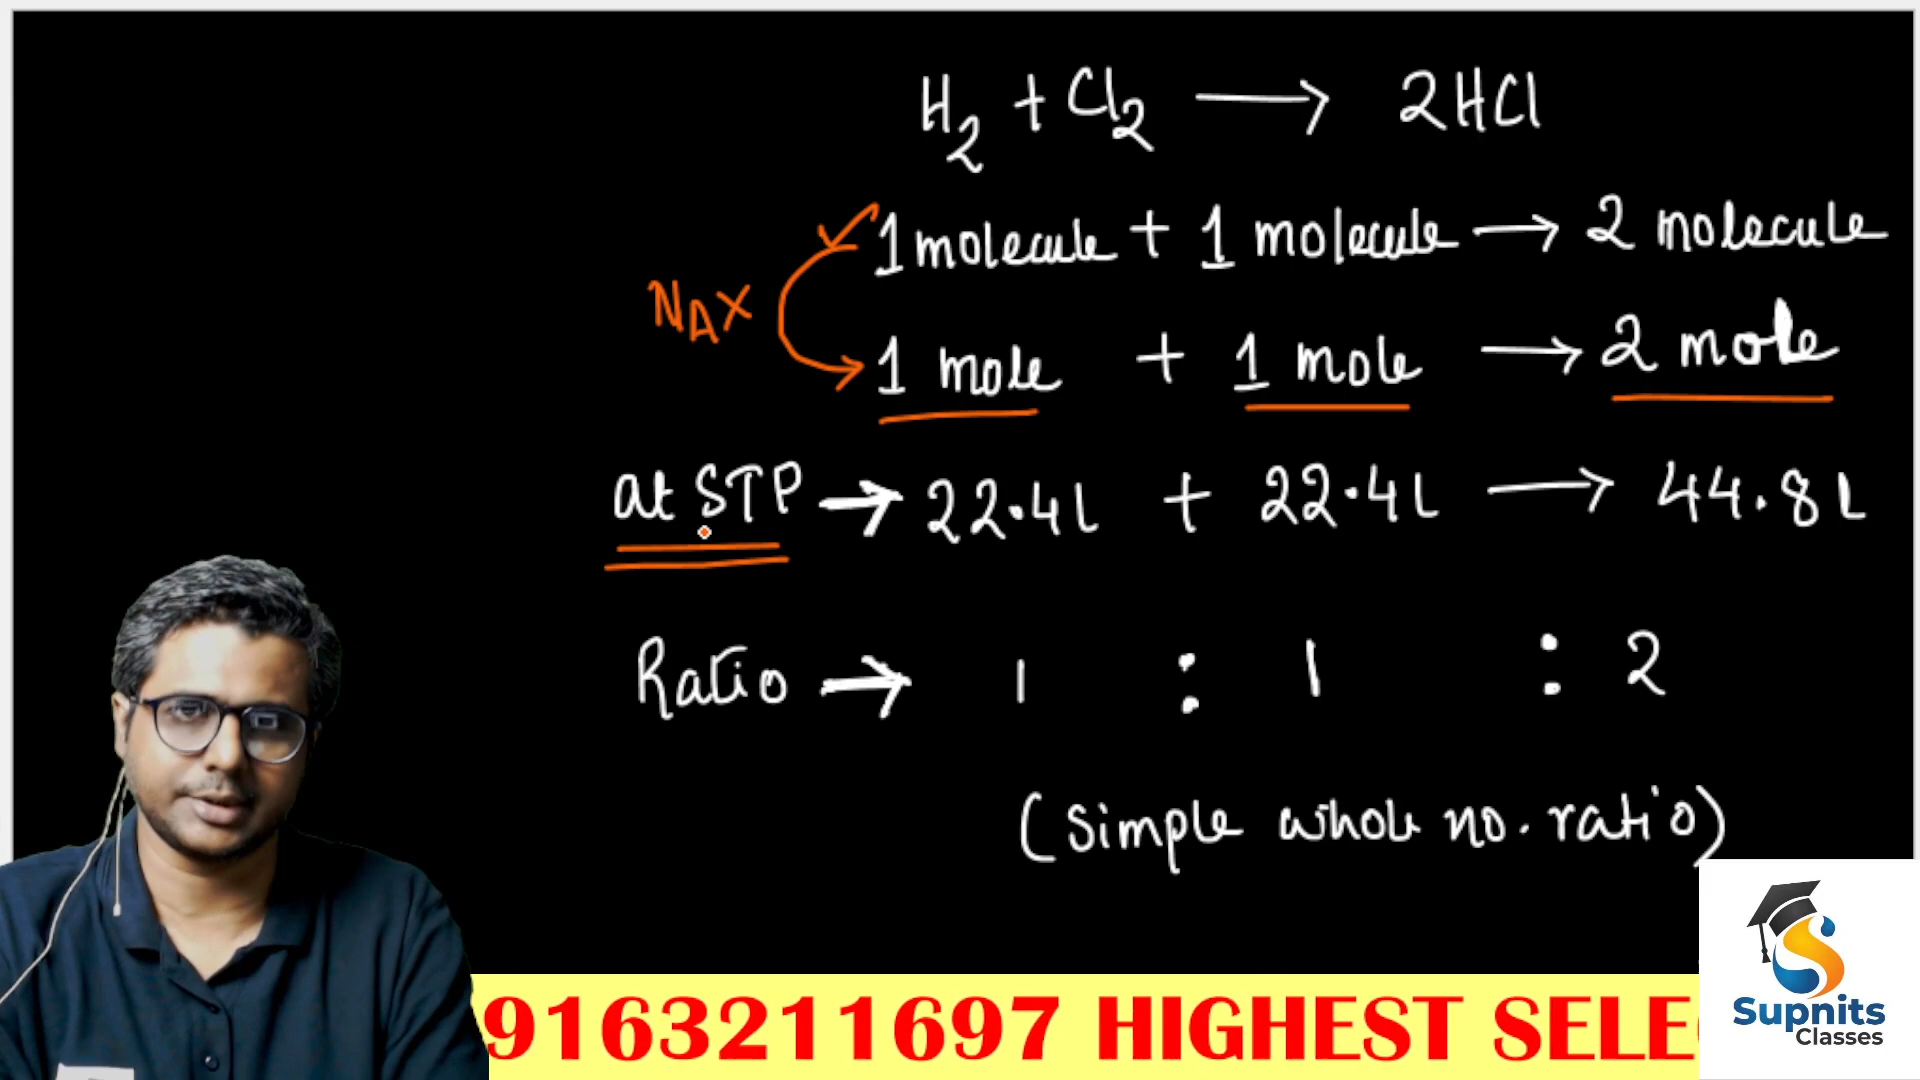 H₂ + Cl₂ → 2HCl
1 molecule + 1 molecule → 2 molecule
NAX
1 mole + 1 mole → 2 mole
at STP → 22.4L + 22.4L → 44.8L
Ratio → 1 : 1 : 2
(simple whole no. ratio)
9163211697 HIGHEST SELE
S
Supnits
Classes